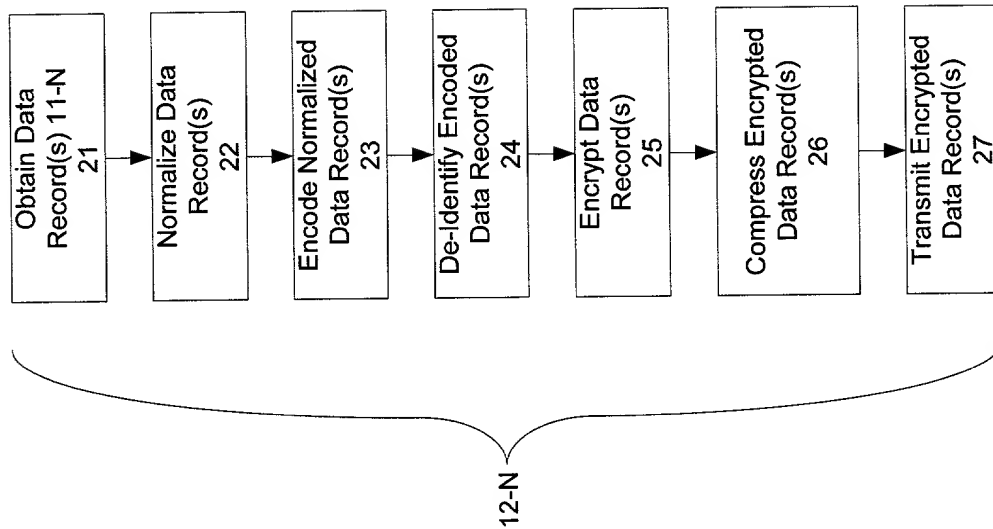 Obtain Data
Record(s) 11-N
21
Normalize Data
Record(s)
22
Encode Normalized
Data Record(s)
23
De-Identify Encoded
Data Record(s)
24
Encrypt Data
Record(s)
25
Compress Encrypted
Data Record(s)
26
Transmit Encrypted
Data Record(s)
27
12-N